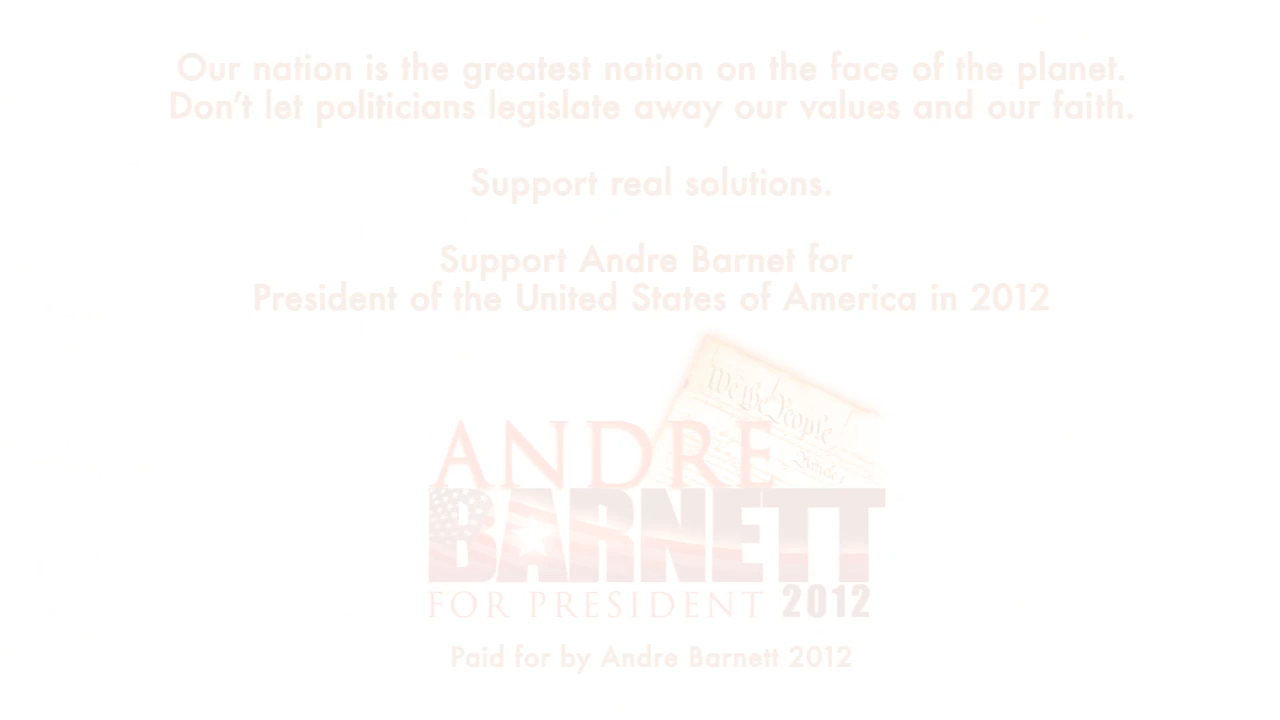 Our nation is the greatest nation on the face of the planet.
Don't let politicians legislate away our values and our faith.
Support real solutions.
Support Andre Barnet for
President of the United States of America in 2012
We the People
ANDRE
BARNETT
FOR PRESIDENT 2012
Paid for by Andre Barnett 2012